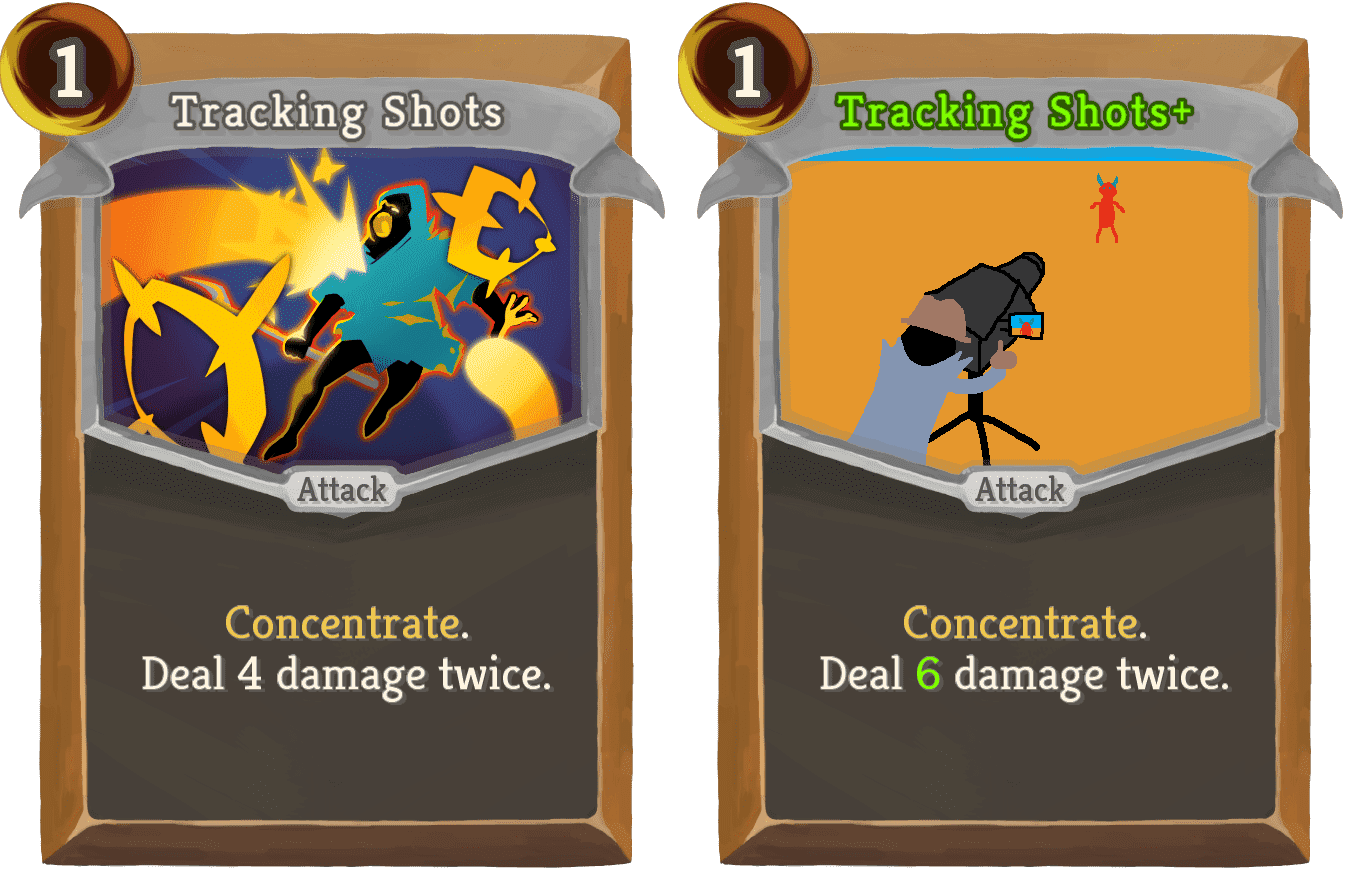 1
Tracking Shots
Attack
Concentrate.
Deal 4 damage twice.
1
Tracking Shots+
Attack
Concentrate.
Deal 6 damage twice.